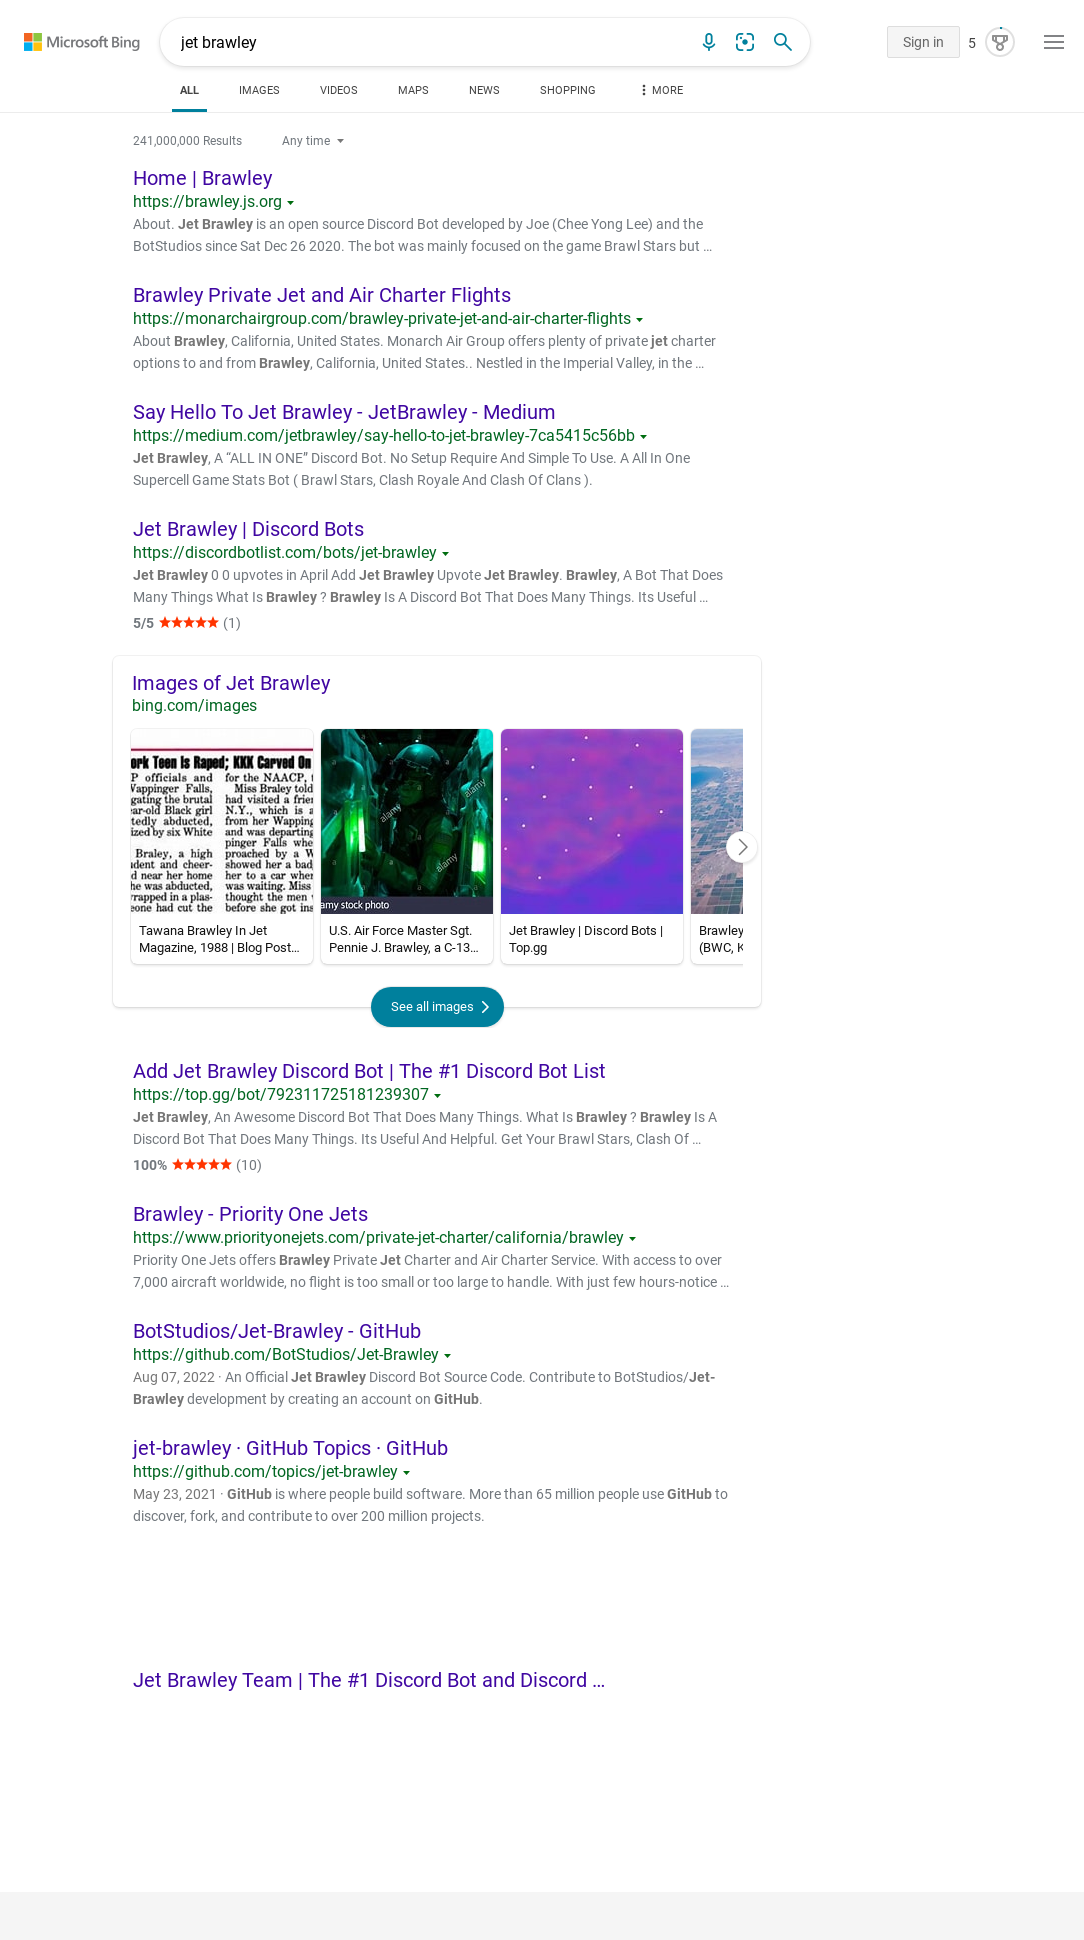 Microsoft Bing
jet brawley
Sign in
5
ALL
IMAGES
VIDEOS
MAPS
NEWS
SHOPPING
MORE
241,000,000 Results
Any time
Home | Brawley
https://brawley.js.org
About. Jet Brawley is an open source Discord Bot developed by Joe (Chee Yong Lee) and the
BotStudios since Sat Dec 26 2020. The bot was mainly focused on the game Brawl Stars but …
Brawley Private Jet and Air Charter Flights
https://monarchairgroup.com/brawley-private-jet-and-air-charter-flights
About Brawley, California, United States. Monarch Air Group offers plenty of private jet charter
options to and from Brawley, California, United States.. Nestled in the Imperial Valley, in the …
Say Hello To Jet Brawley - JetBrawley - Medium
https://medium.com/jetbrawley/say-hello-to-jet-brawley-7ca5415c56bb
Jet Brawley, A “ALL IN ONE” Discord Bot. No Setup Require And Simple To Use. A All In One
Supercell Game Stats Bot ( Brawl Stars, Clash Royale And Clash Of Clans ).
Jet Brawley | Discord Bots
https://discordbotlist.com/bots/jet-brawley
Jet Brawley 0 0 upvotes in April Add Jet Brawley Upvote Jet Brawley. Brawley, A Bot That Does
Many Things What Is Brawley ? Brawley Is A Discord Bot That Does Many Things. Its Useful …
5/5 (1)
Images of Jet Brawley
bing.com/images
ork Teen Is Raped; KKK Carved On
P officials and
Wappinger Falls,
gating the brutal
ear-old Black girl
tedly abducted,
ized by six White
Braley, a high
dent and cheer-
d near her home
he was abducted,
wrapped in a plas-
eone had cut the
for the NAACP, t
Miss Braley told
had visited a frie
N.Y., which is a
from her Wapping
and was departing
pinger Falls whe
proached by a W
showed her a bad
her to a car when
was waiting. Miss
thought the men
before she got ins
alamy
alamy
alamy
amy stock photo
Tawana Brawley In Jet
Magazine, 1988 | Blog Post…
U.S. Air Force Master Sgt.
Pennie J. Brawley, a C-13…
Jet Brawley | Discord Bots |
Top.gg
Brawley
(BWC, K
See all images
Add Jet Brawley Discord Bot | The #1 Discord Bot List
https://top.gg/bot/792311725181239307
Jet Brawley, An Awesome Discord Bot That Does Many Things. What Is Brawley ? Brawley Is A
Discord Bot That Does Many Things. Its Useful And Helpful. Get Your Brawl Stars, Clash Of …
100% (10)
Brawley - Priority One Jets
https://www.priorityonejets.com/private-jet-charter/california/brawley
Priority One Jets offers Brawley Private Jet Charter and Air Charter Service. With access to over
7,000 aircraft worldwide, no flight is too small or too large to handle. With just few hours-notice …
BotStudios/Jet-Brawley - GitHub
https://github.com/BotStudios/Jet-Brawley
Aug 07, 2022 · An Official Jet Brawley Discord Bot Source Code. Contribute to BotStudios/Jet-
Brawley development by creating an account on GitHub.
jet-brawley · GitHub Topics · GitHub
https://github.com/topics/jet-brawley
May 23, 2021 · GitHub is where people build software. More than 65 million people use GitHub to
discover, fork, and contribute to over 200 million projects.
Jet Brawley Team | The #1 Discord Bot and Discord …